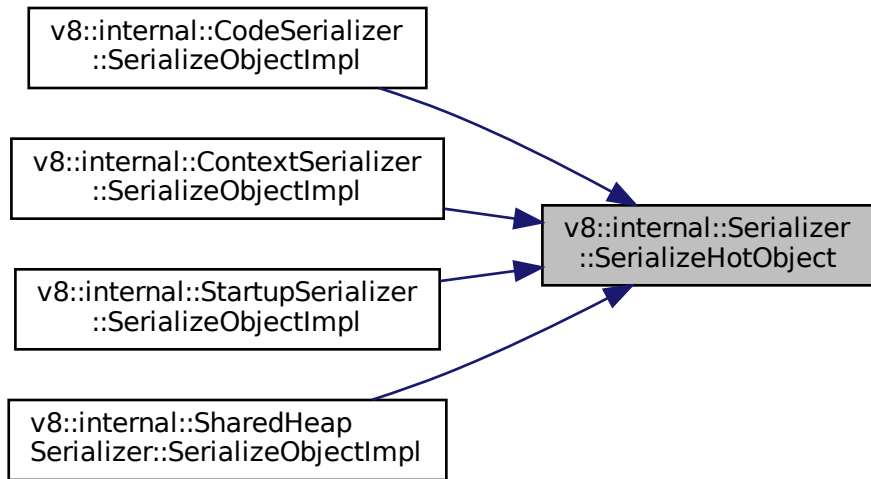 v8::internal::CodeSerializer
::SerializeObjectImpl
v8::internal::ContextSerializer
::SerializeObjectImpl
v8::internal::Serializer
::SerializeHotObject
v8::internal::StartupSerializer
::SerializeObjectImpl
v8::internal::SharedHeap
Serializer::SerializeObjectImpl